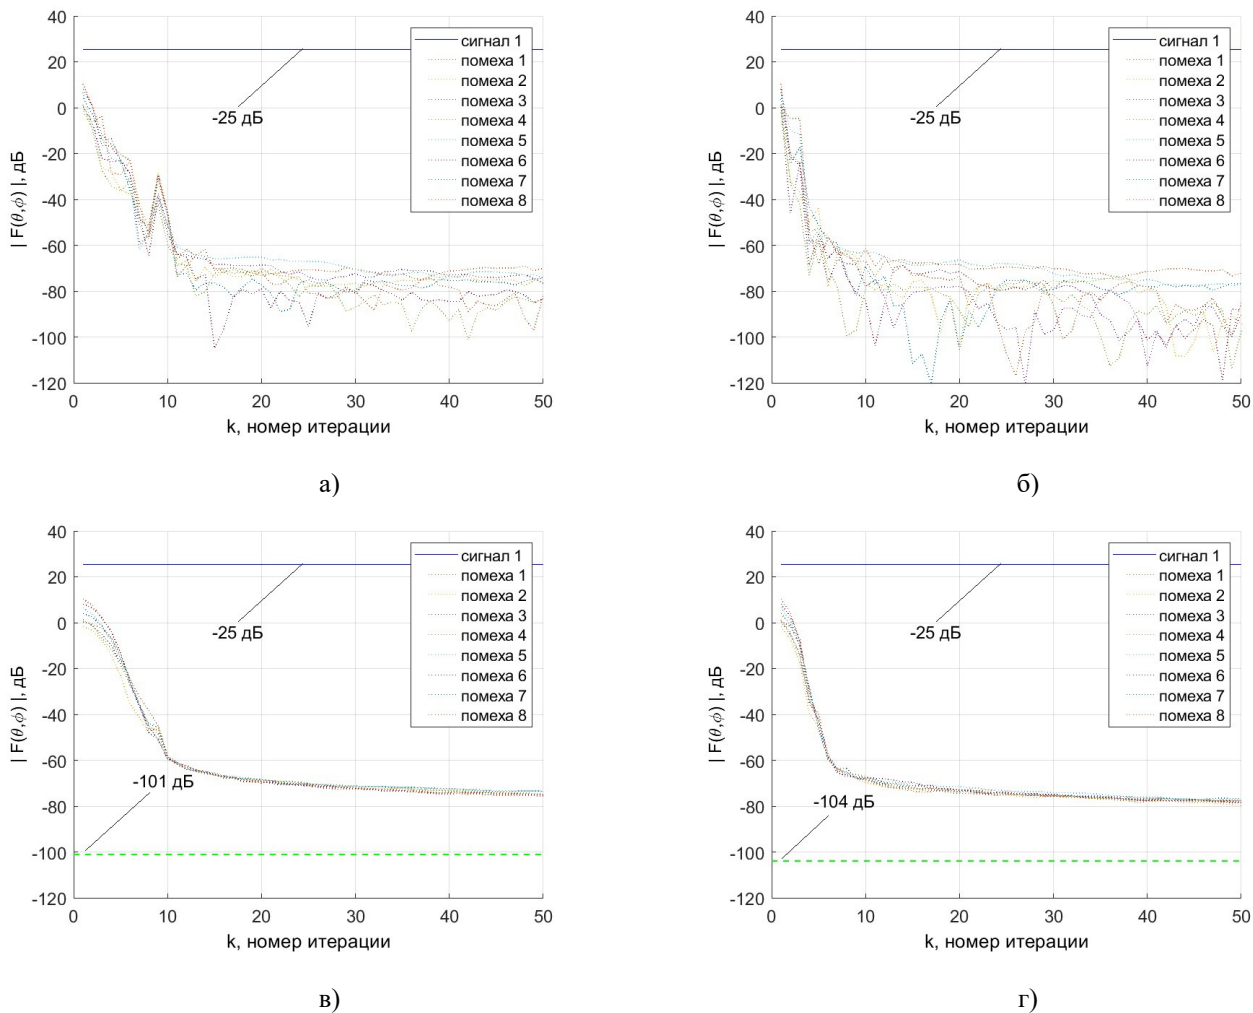 40
20
0
-20
-40
-60
-80
-100
-120
| F(θ,ϕ) |, дБ
0 10 20 30 40 50
k, номер итерации
-25 дБ
сигнал 1
помеха 1
помеха 2
помеха 3
помеха 4
помеха 5
помеха 6
помеха 7
помеха 8
а)
40
20
0
-20
-40
-60
-80
-100
-120
| F(θ,ϕ) |, дБ
0 10 20 30 40 50
k, номер итерации
-25 дБ
сигнал 1
помеха 1
помеха 2
помеха 3
помеха 4
помеха 5
помеха 6
помеха 7
помеха 8
б)
40
20
0
-20
-40
-60
-80
-100
-120
| F(θ,ϕ) |, дБ
0 10 20 30 40 50
k, номер итерации
-25 дБ
-101 дБ
сигнал 1
помеха 1
помеха 2
помеха 3
помеха 4
помеха 5
помеха 6
помеха 7
помеха 8
в)
40
20
0
-20
-40
-60
-80
-100
-120
| F(θ,ϕ) |, дБ
0 10 20 30 40 50
k, номер итерации
-25 дБ
-104 дБ
сигнал 1
помеха 1
помеха 2
помеха 3
помеха 4
помеха 5
помеха 6
помеха 7
помеха 8
г)